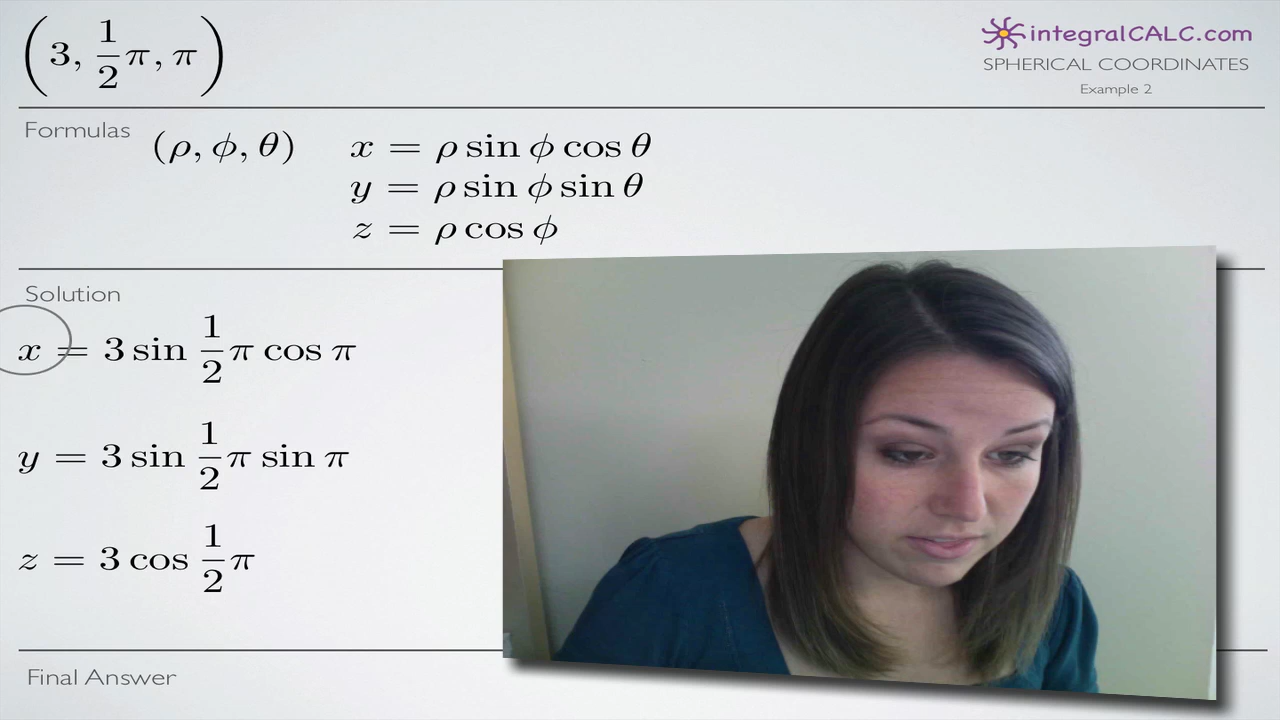 (3, 1/2 π, π)
integralCALC.com
SPHERICAL COORDINATES
Example 2
Formulas
(ρ, ϕ, θ)
x = ρ sin ϕ cos θ
y = ρ sin ϕ sin θ
z = ρ cos ϕ
Solution
x = 3 sin 1/2 π cos π
y = 3 sin 1/2 π sin π
z = 3 cos 1/2 π
Final Answer